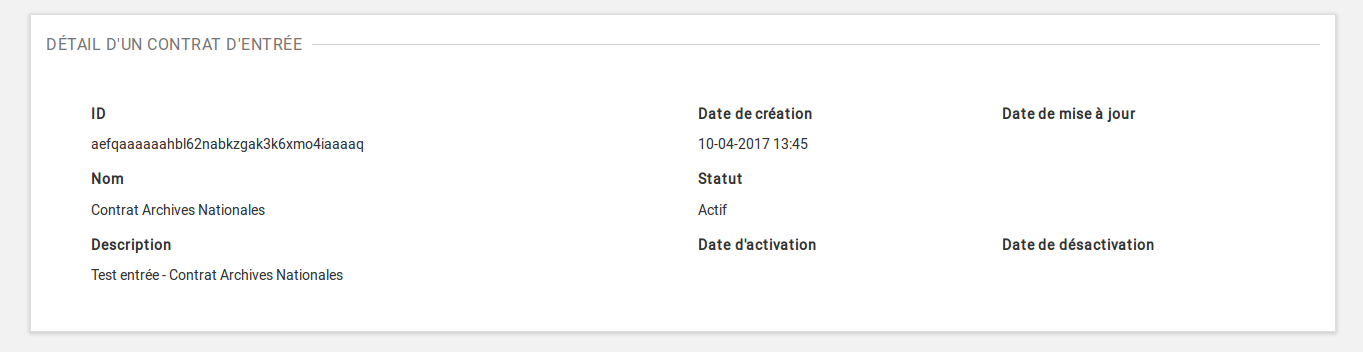 DÉTAIL D'UN CONTRAT D'ENTRÉE
ID
Date de création
Date de mise à jour
aefqaaaaaahbl62nabkzgak3k6xmo4iaaaaq
10-04-2017 13:45
Nom
Statut
Contrat Archives Nationales
Actif
Description
Date d'activation
Date de désactivation
Test entrée - Contrat Archives Nationales